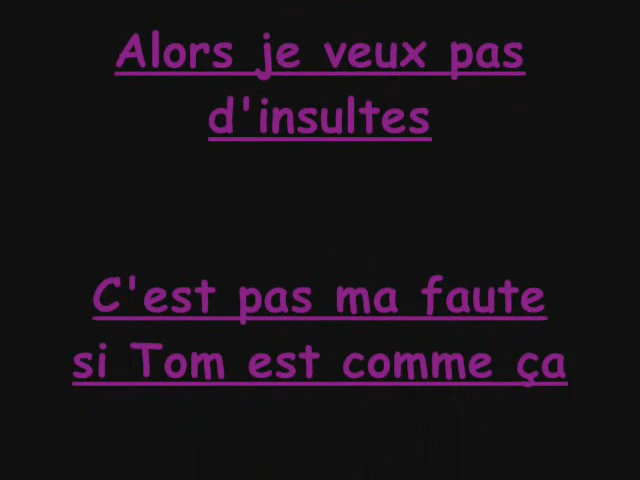 Alors je veux pas
d'insultes
C'est pas ma faute
si Tom est comme ça